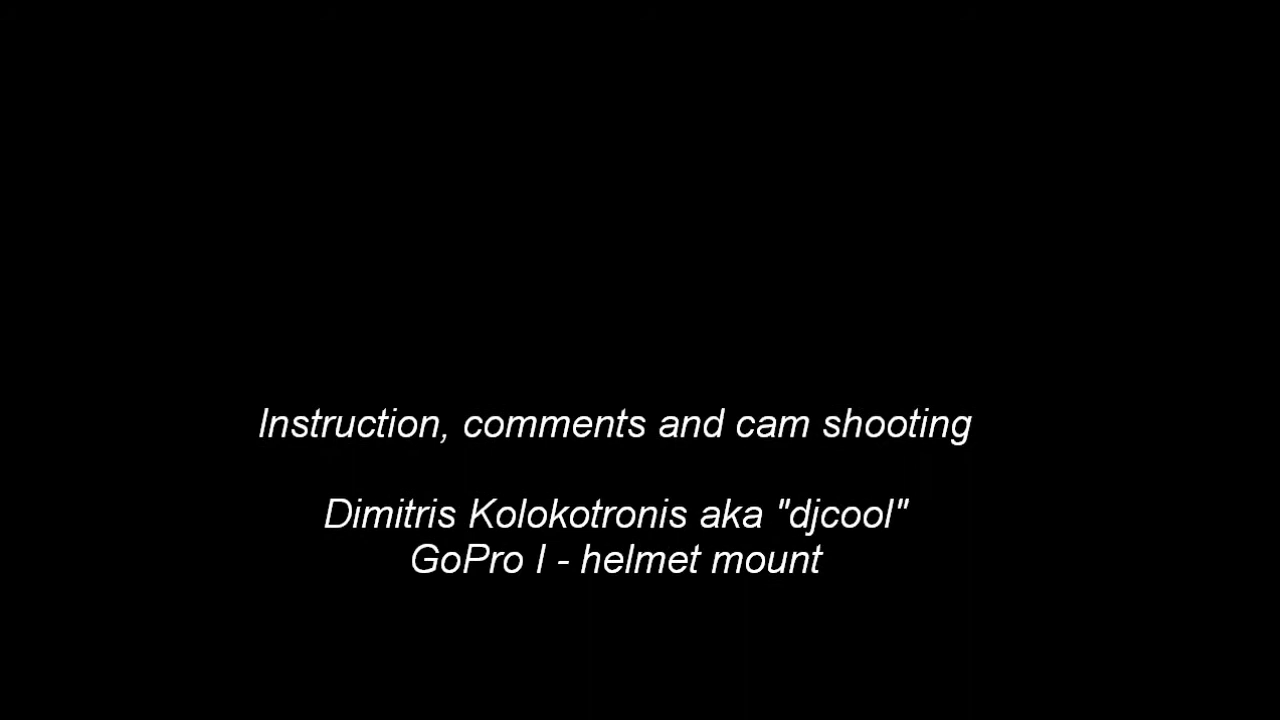 Instruction, comments and cam shooting
Dimitris Kolokotronis aka "djcool"
GoPro I - helmet mount